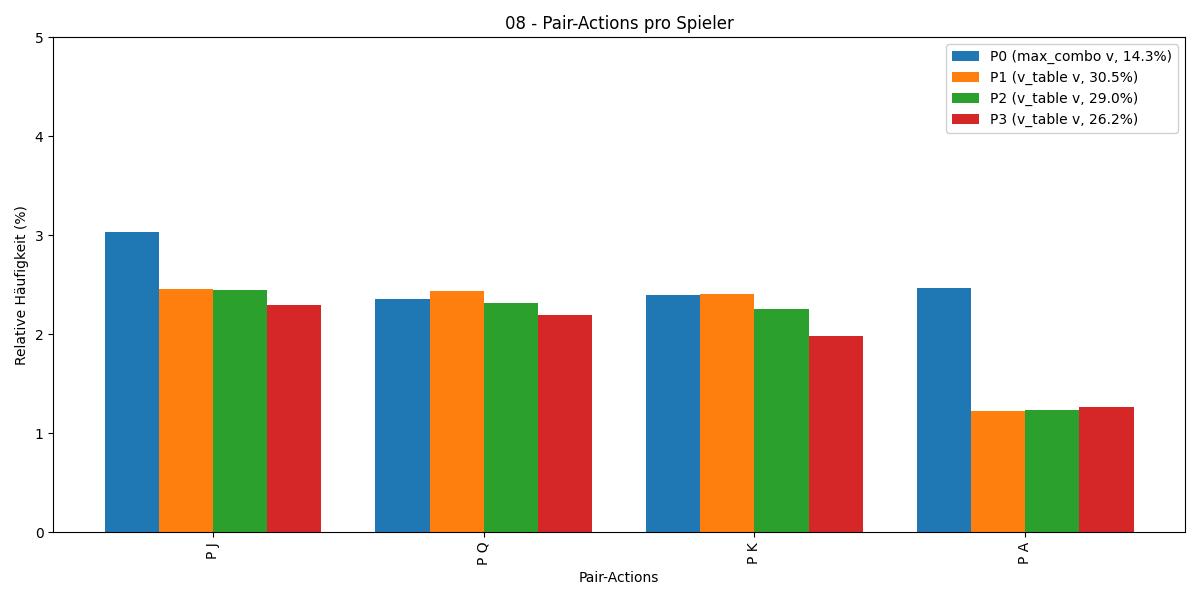 08 - Pair-Actions pro Spieler
Relative Häufigkeit (%)
5
4
3
2
1
0
P0 (max_combo v, 14.3%)
P1 (v_table v, 30.5%)
P2 (v_table v, 29.0%)
P3 (v_table v, 26.2%)
P J
P Q
P K
P A
Pair-Actions